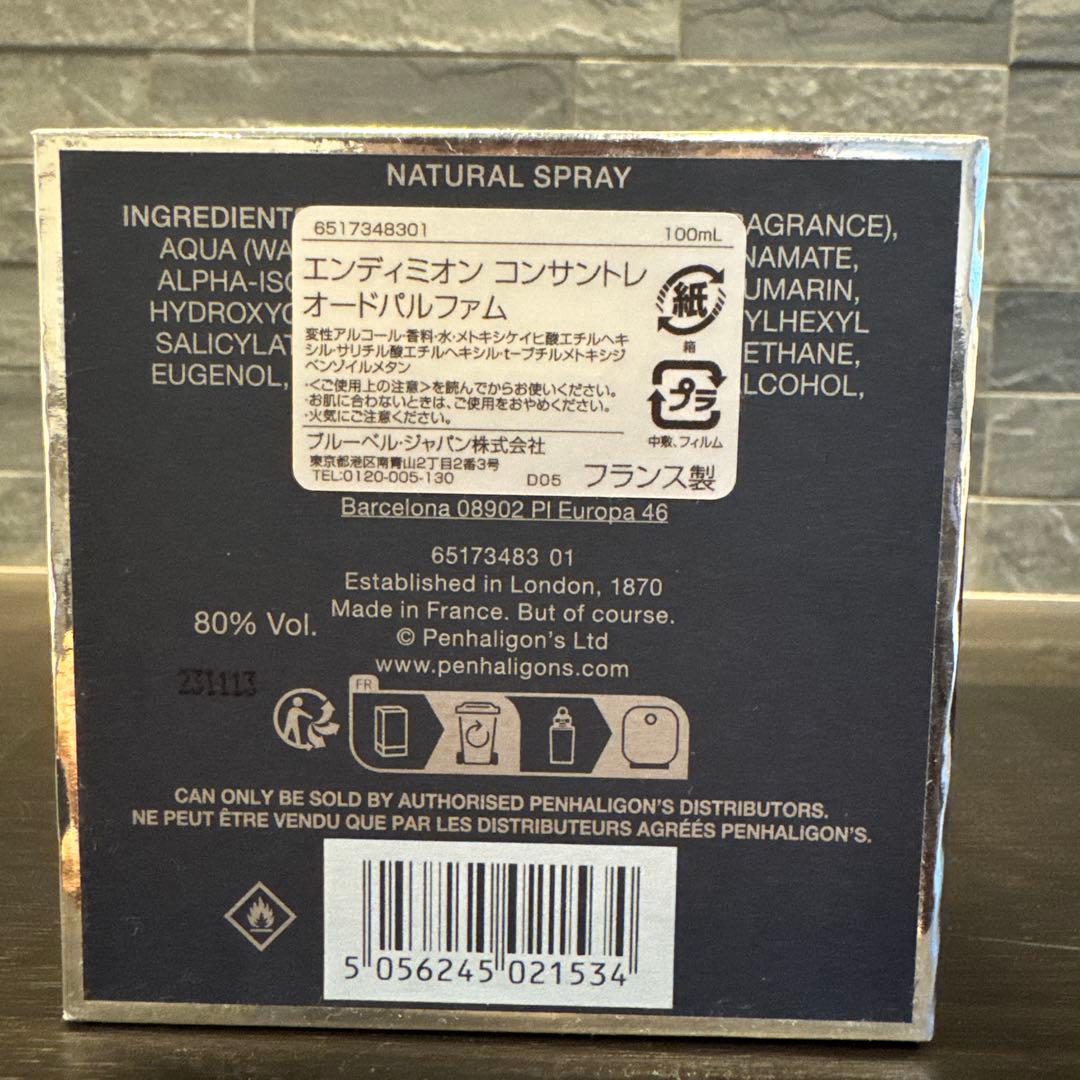 NATURAL SPRAY
INGREDIENT AGRANCE),
AQUA (WA NAMATE,
ALPHA-ISO UMARIN,
HYDROXYC YLHEXYL
SALICYLAT ETHANE,
EUGENOL, LCOHOL,
6517348301 100mL
エンディミオン コンサントレ
オードパルファム
変性アルコール・香料・水・メトキシケイヒ酸エチルヘキ
シル・サリチル酸エチルヘキシル・t-ブチルメトキシジ
ベンゾイルメタン
・<ご使用上の注意>を読んでからお使いください。
・お肌に合わないときは、ご使用をおやめください。
・火気にご注意ください。
ブルーベル・ジャパン株式会社
東京都港区南青山2丁目2番3号
TEL:0120-005-130 D05 フランス製
紙
箱
プラ
中敷、フィルム
Barcelona 08902 Pl Europa 46
65173483 01
Established in London, 1870
Made in France. But of course.
80% Vol.
© Penhaligon's Ltd
www.penhaligons.com
231113
FR
CAN ONLY BE SOLD BY AUTHORISED PENHALIGON'S DISTRIBUTORS.
NE PEUT ÊTRE VENDU QUE PAR LES DISTRIBUTEURS AGRÉÉS PENHALIGON'S.
5 056245 021534